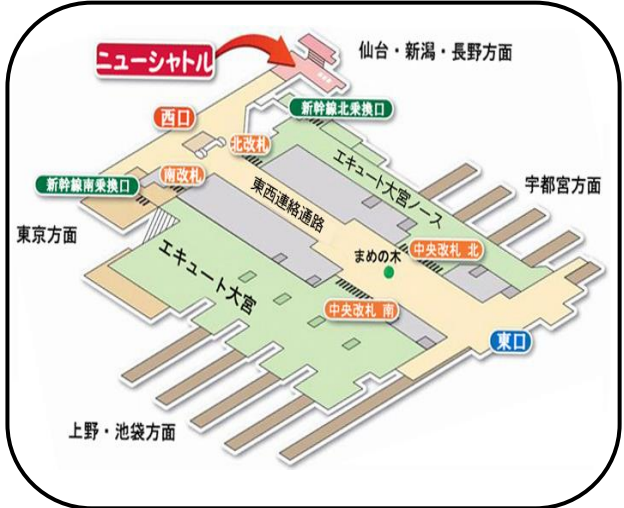 ニューシャトル
仙台・新潟・長野方面
新幹線北乗換口
西口
北改札
エキュート大宮ノース
新幹線南乗換口
南改札
宇都宮方面
東西連絡通路
東京方面
まめの木
中央改札 北
エキュート大宮
中央改札 南
東口
上野・池袋方面